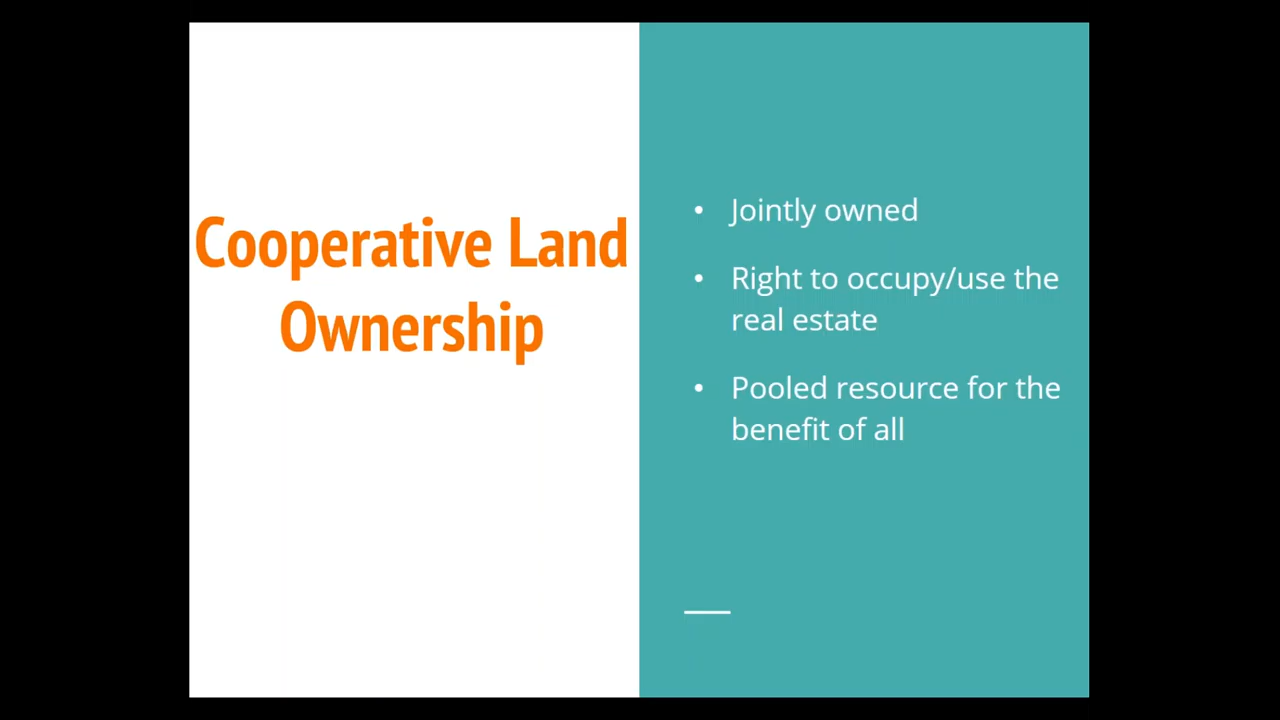 Cooperative Land
Ownership
• Jointly owned
• Right to occupy/use the
real estate
• Pooled resource for the
benefit of all